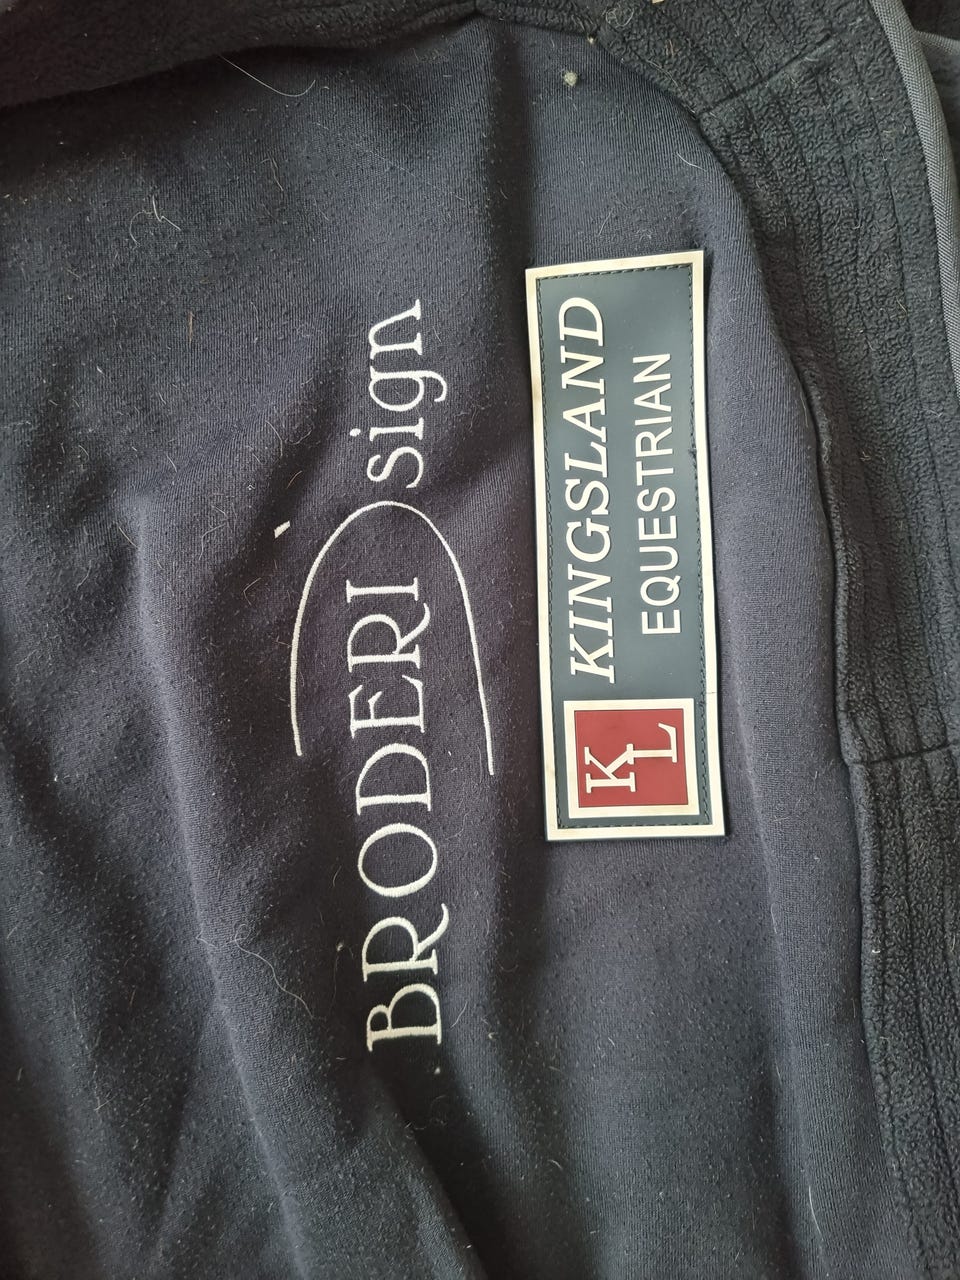 BRODERI sign
KL KINGSLAND
EQUESTRIAN